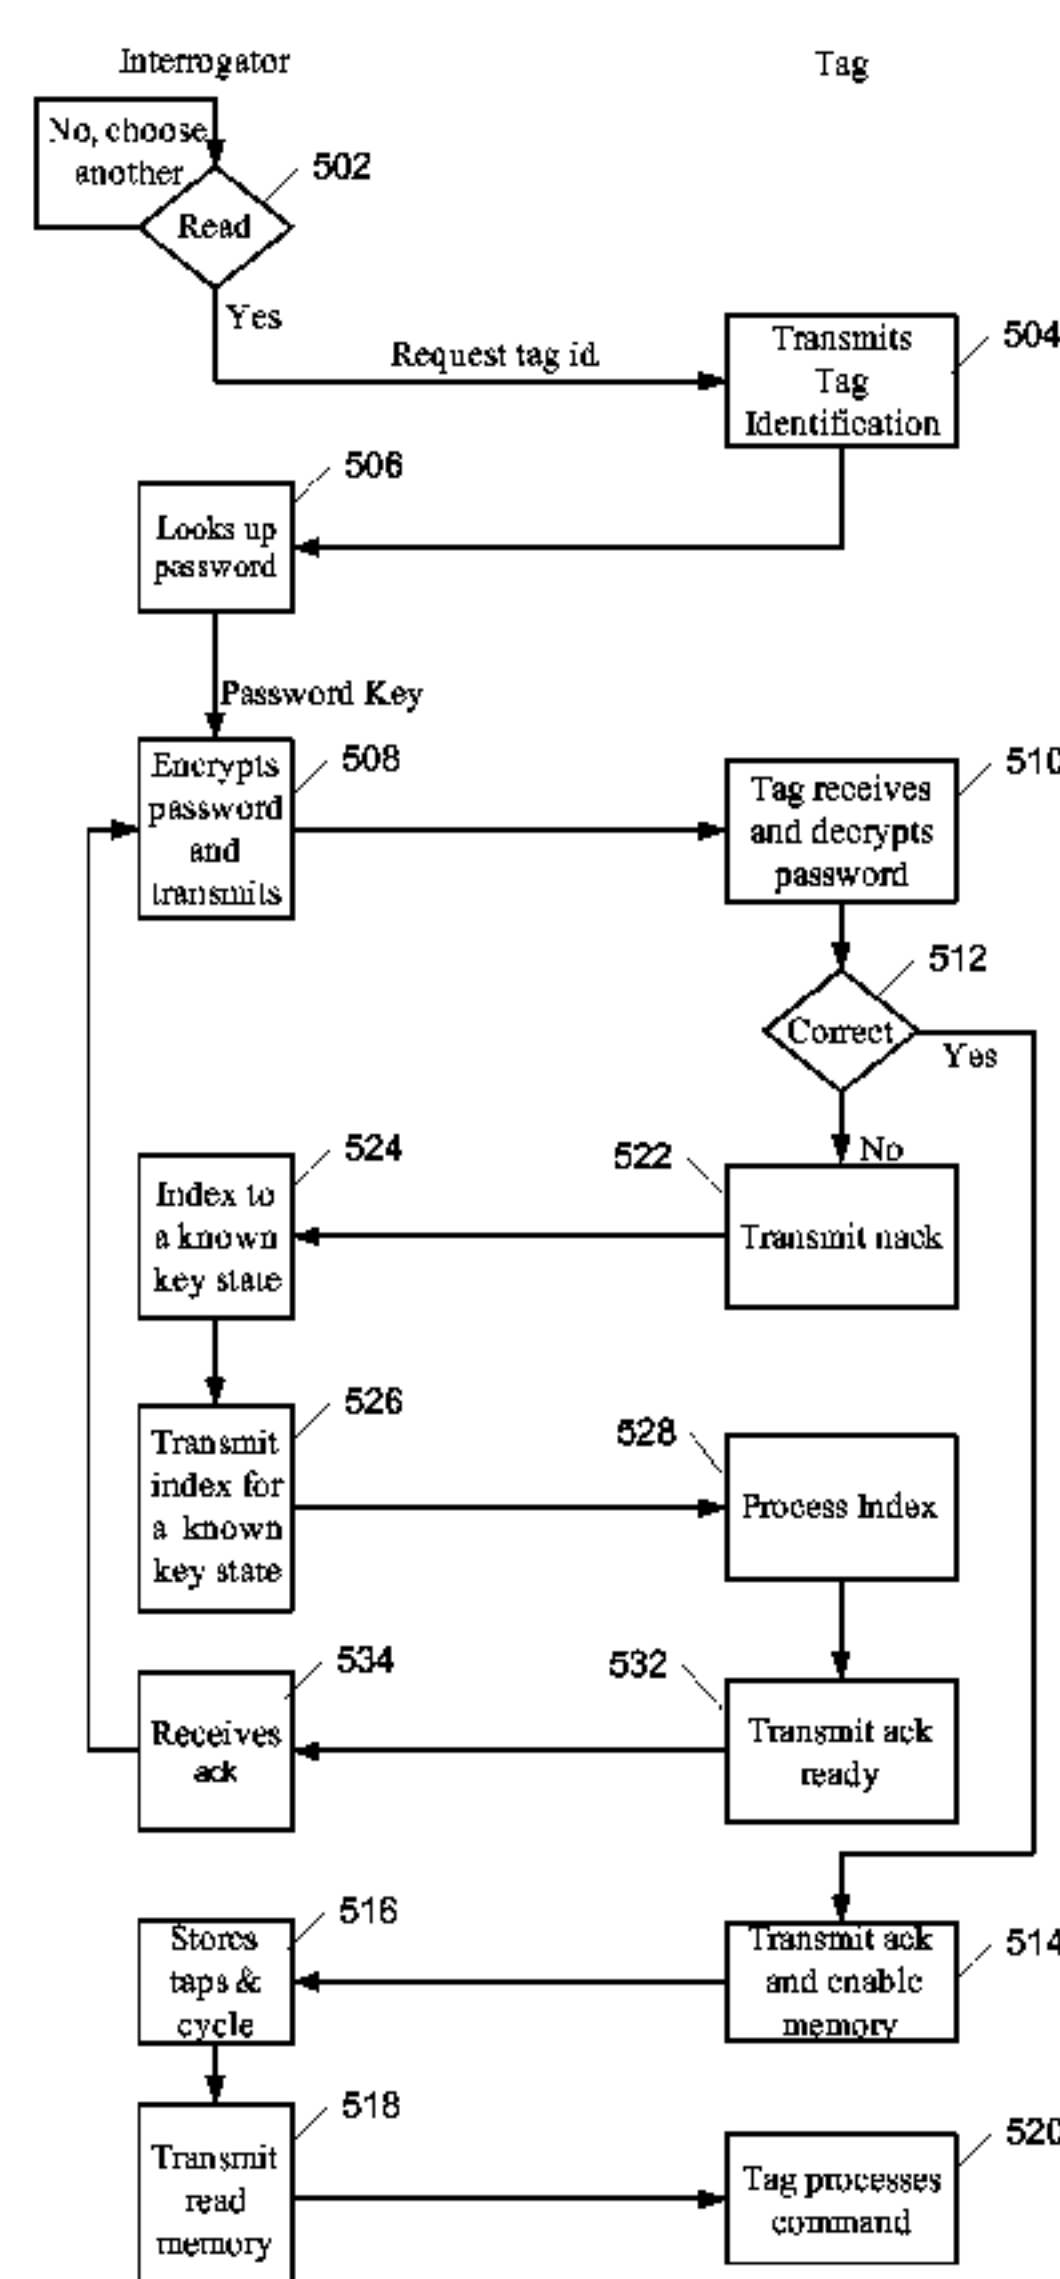 Interrogator
Tag
No, choose
another
502
Read
Yes
Request tag id.
Transmits
Tag
Identification
504
506
Looks up
password
Password Key
Encrypts
password
and
transmits
508
Tag receives
and decrypts
password
510
512
Correct
Yes
No
524
Index to
a known
key state
522
Transmit nack
526
Transmit
index for
a known
key state
528
Process Index
534
Receives
ack
532
Transmit ack
ready
516
Stores
taps &
cycle
Transmit ack
and enable
memory
514
518
Transmit
read
memory
Tag processes
command
520